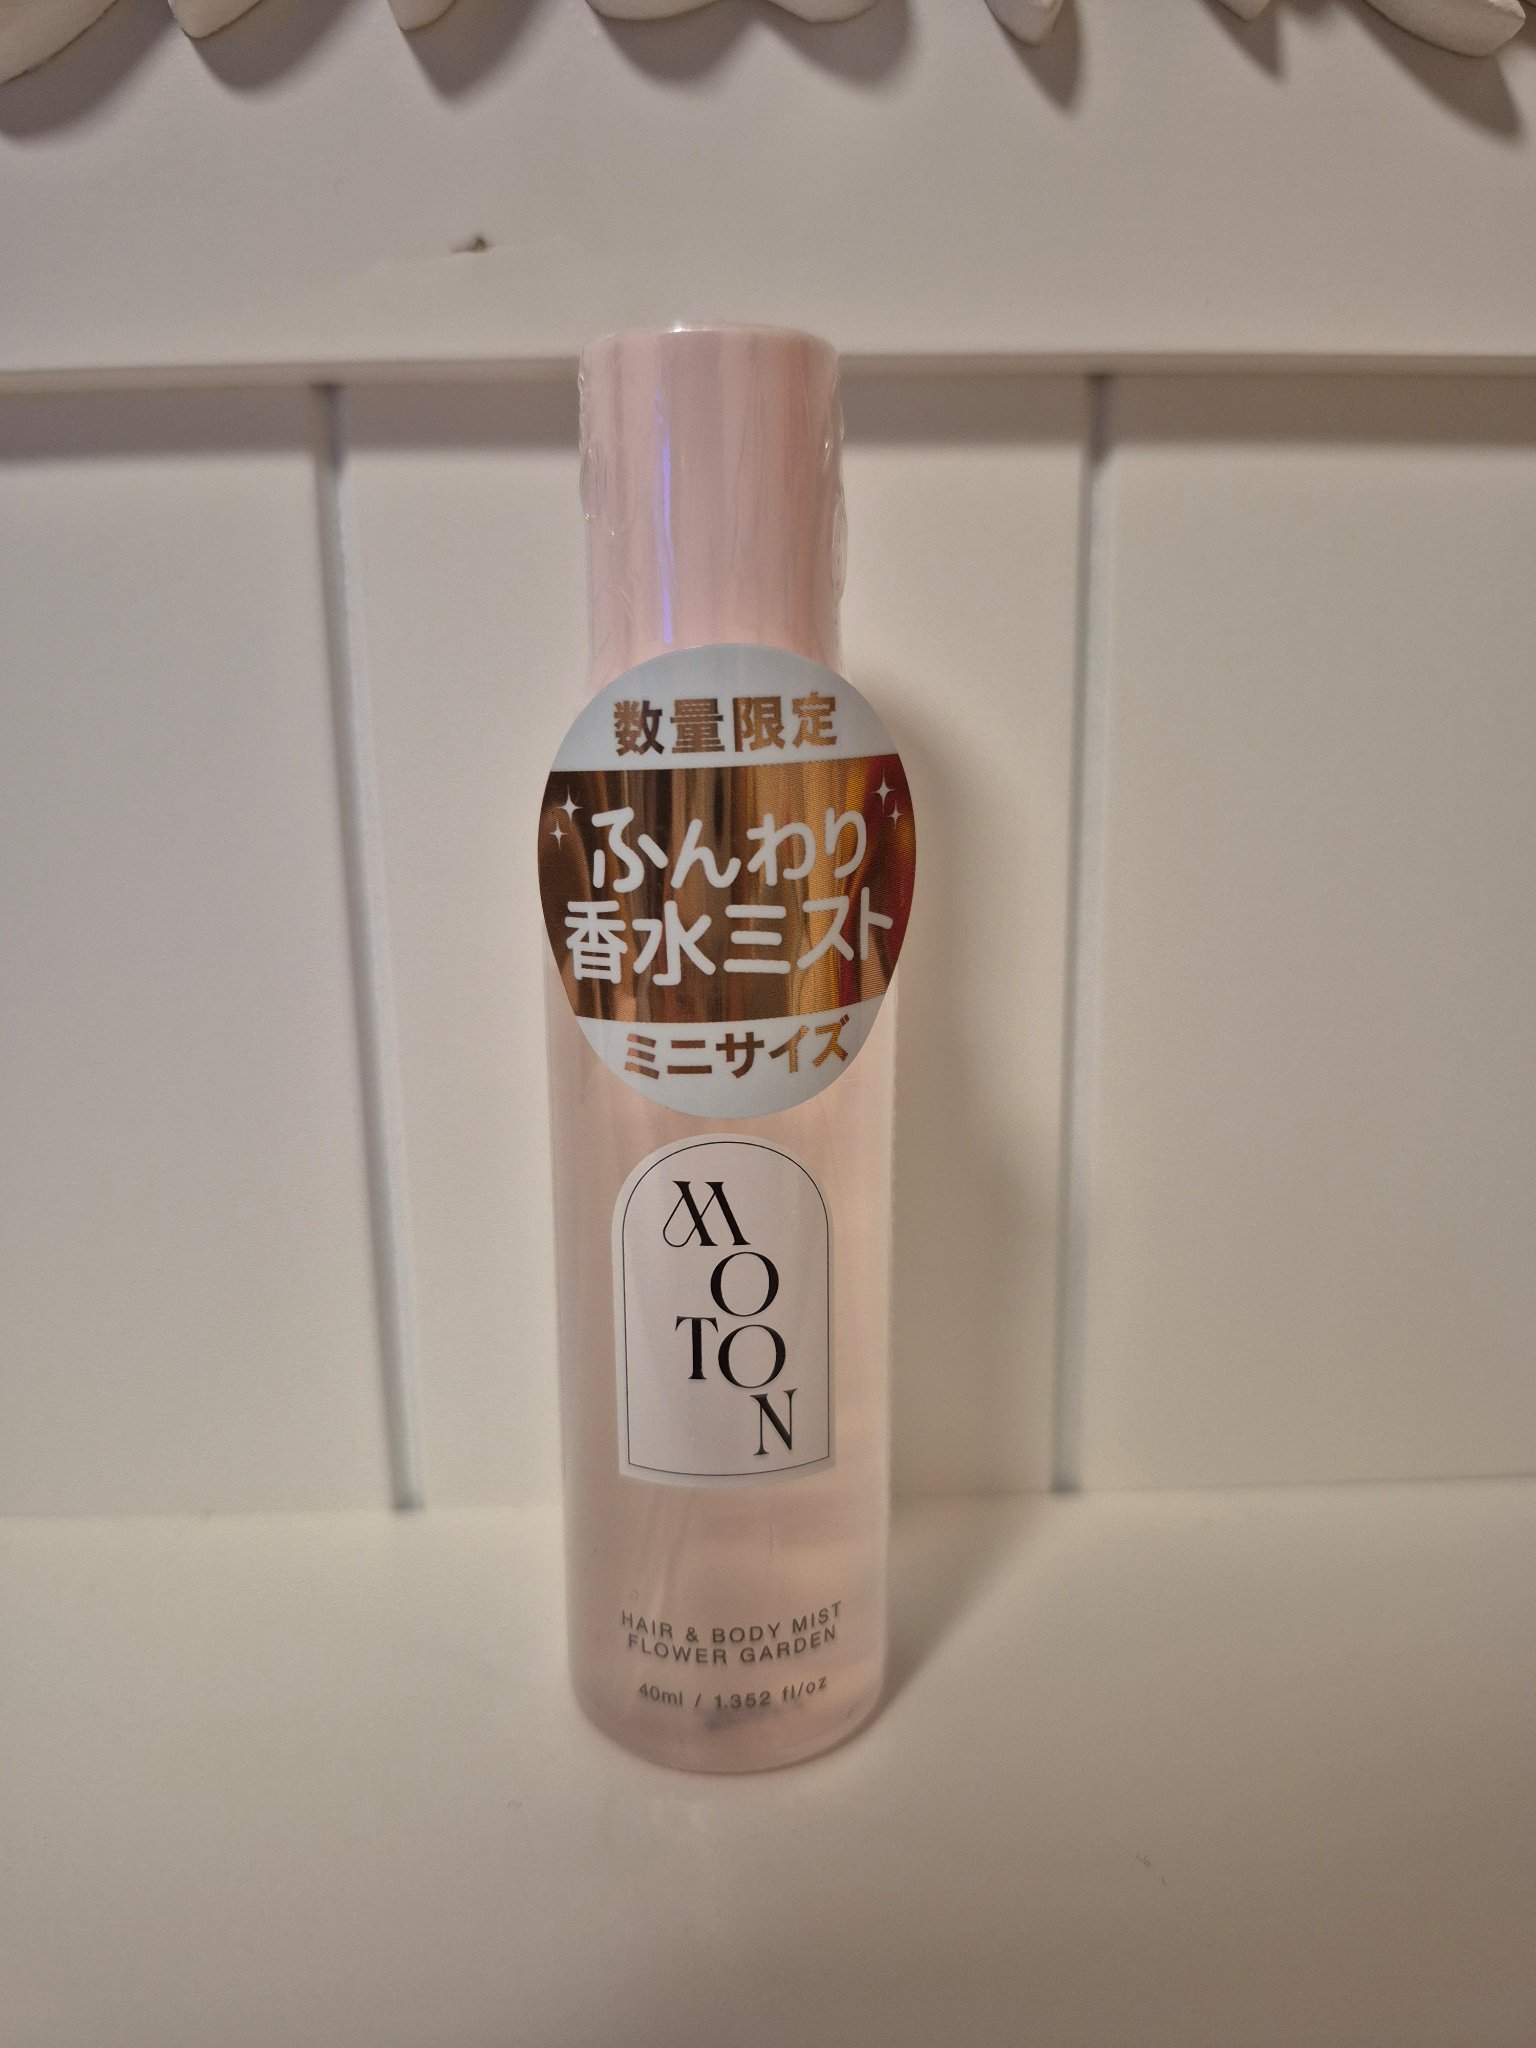 数量限定
ふんわり
香水ミスト
ミニサイズ
MOTON
HAIR & BODY MIST
FLOWER GARDEN
40ml / 1.352 fl/oz